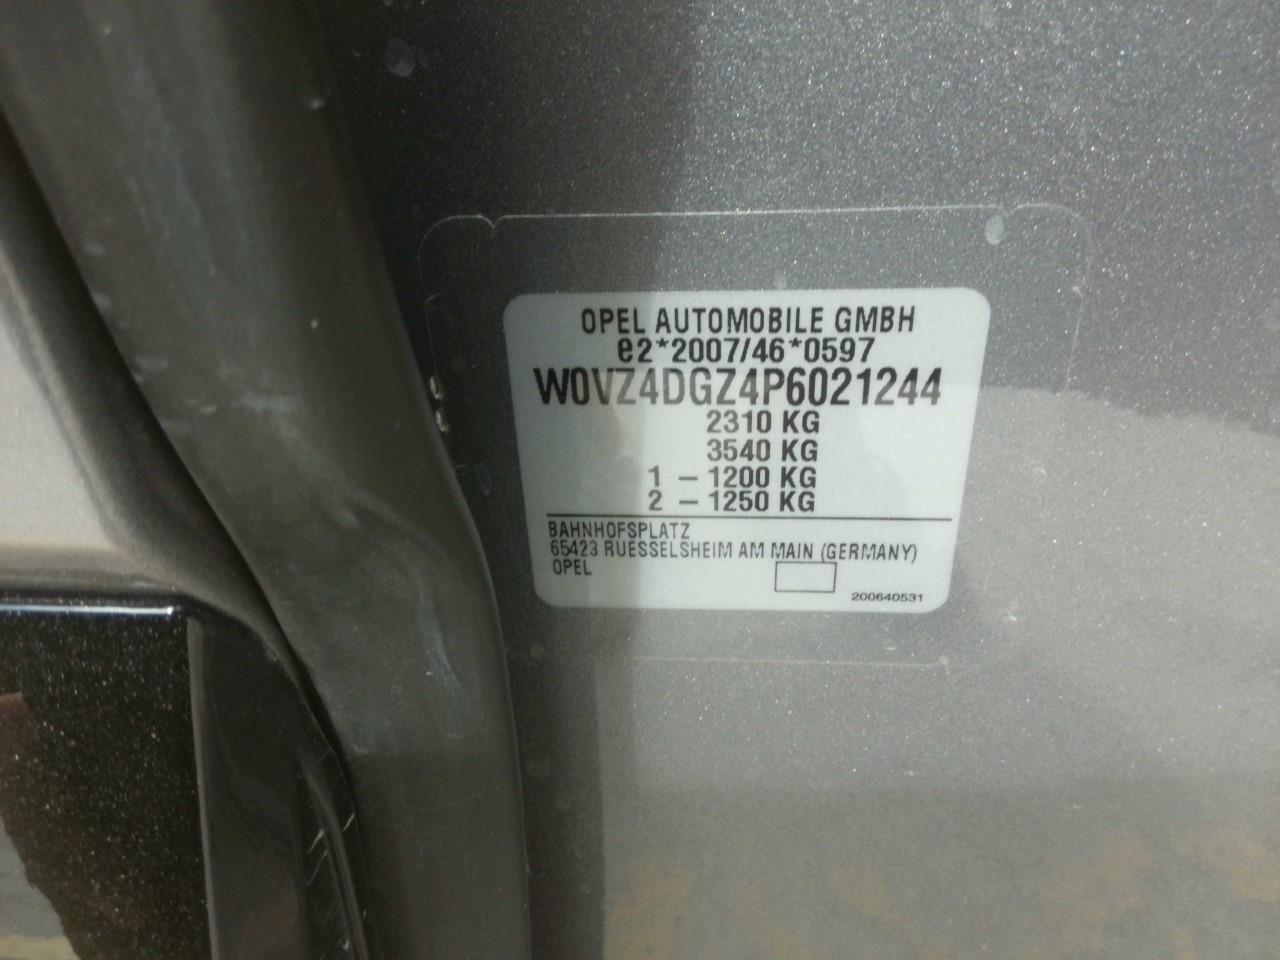 OPEL AUTOMOBILE GMBH
e2*2007/46*0597
W0VZ4DGZ4P6021244
2310 KG
3540 KG
1 - 1200 KG
2 - 1250 KG
BAHNHOFSPLATZ
65423 RUESSELSHEIM AM MAIN (GERMANY)
OPEL
200640531